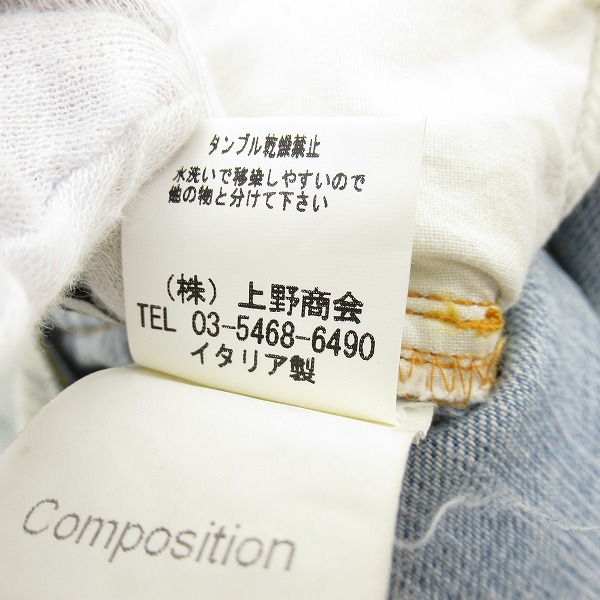 タンブル乾燥禁止
水洗いで移染しやすいので
他の物と分けて下さい
(株) 上野商会
TEL 03-5468-6490
イタリア製
Composition